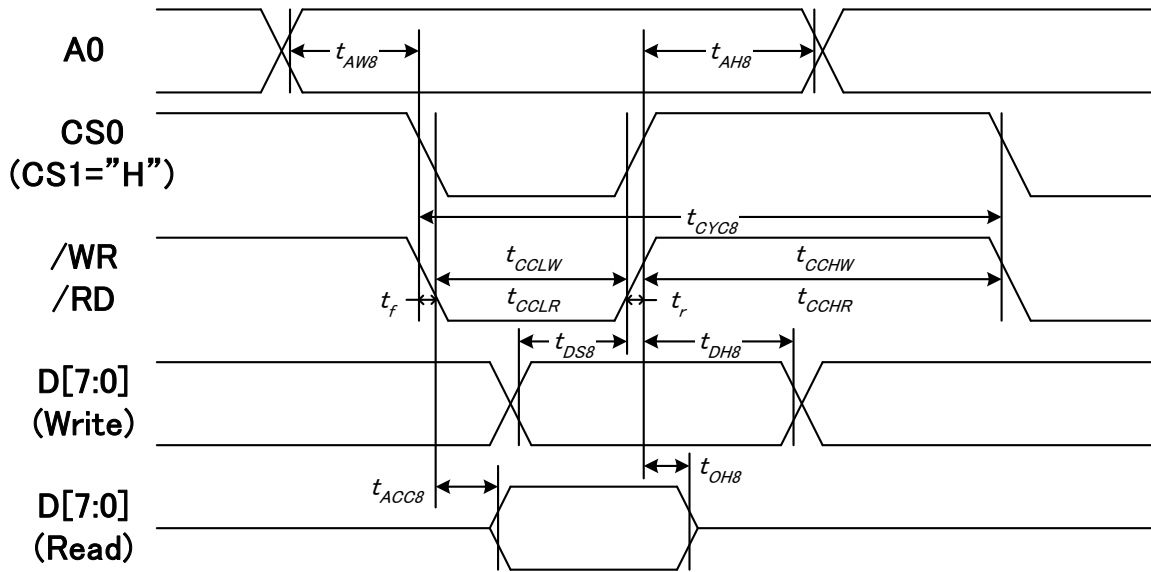 A0
t_AW8
t_AH8
CS0
(CS1="H")
t_CYC8
/WR
/RD
t_CCLW
t_CCHW
t_f
t_CCLR
t_r
t_CCHR
t_DS8
t_DH8
D[7:0]
(Write)
t_ACC8
t_OH8
D[7:0]
(Read)